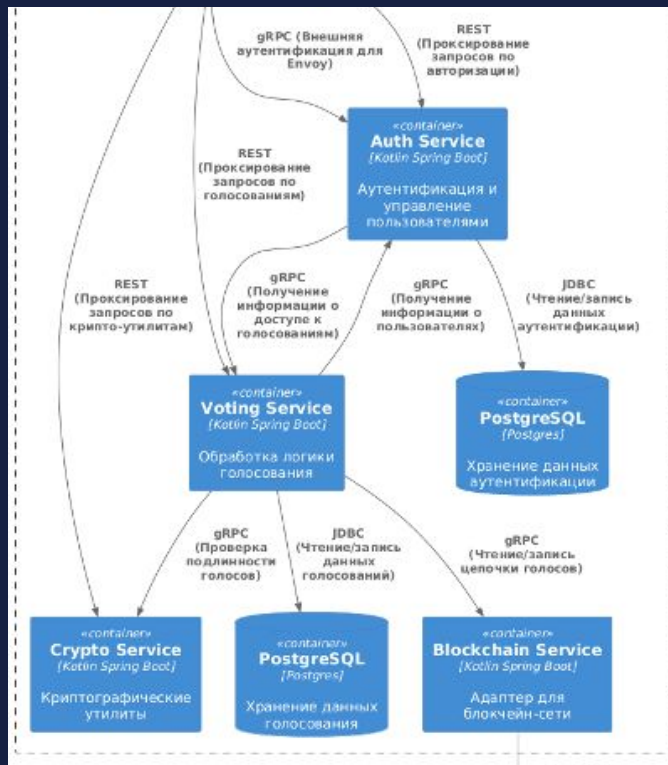 gRPC (Внешняя
аутентификация для
Envoy)
REST
(Проксирование
запросов по
авторизации)
«container»
Auth Service
[Kotlin Spring Boot]
Аутентификация и
управление
пользователями
REST
(Проксирование
запросов по
голосованиям)
REST
(Проксирование
запросов по
крипто-утилитам)
gRPC
(Получение
информации о
доступе к
голосованиям)
gRPC
(Получение
информации о
пользователях)
JDBC
(Чтение/запись
данных
аутентификации)
«container»
Voting Service
[Kotlin Spring Boot]
Обработка логики
голосования
«container»
PostgreSQL
[Postgres]
Хранение данных
аутентификации
gRPC
(Проверка
подлинности
голосов)
JDBC
(Чтение/запись
данных
голосований)
gRPC
(Чтение/запись
цепочки голосов)
«container»
Crypto Service
[Kotlin Spring Boot]
Криптографические
утилиты
«container»
PostgreSQL
[Postgres]
Хранение данных
голосования
«container»
Blockchain Service
[Kotlin Spring Boot]
Адаптер для
блокчейн-сети